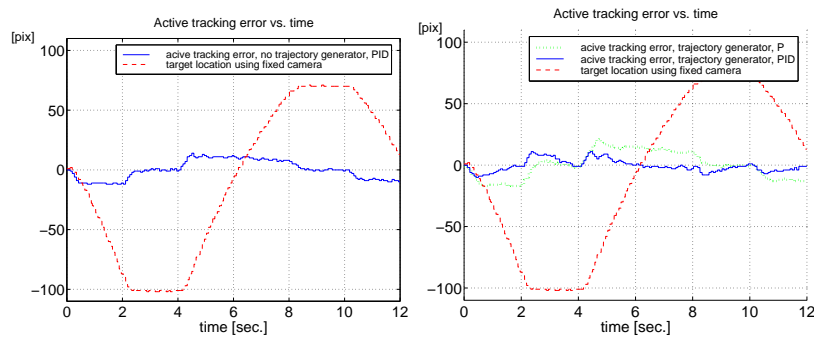 Active tracking error vs. time
[pix]
acive tracking error, no trajectory generator, PID
target location using fixed camera
100
50
0
−50
−100
0 2 4 6 8 10 12
time [sec.]
Active tracking error vs. time
[pix]
acive tracking error, trajectory generator, P
acive tracking error, trajectory generator, PID
target location using fixed camera
100
50
0
−50
−100
0 2 4 6 8 10 12
time [sec.]